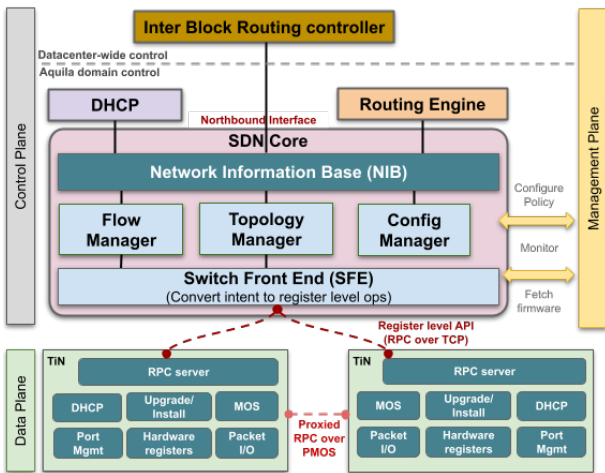 Inter Block Routing controller
Datacenter-wide control
Aquila domain control
Control Plane
Management Plane
DHCP
Routing Engine
Northbound Interface
SDN Core
Network Information Base (NIB)
Flow
Manager
Topology
Manager
Config
Manager
Configure
Policy
Monitor
Switch Front End (SFE)
(Convert intent to register level ops)
Fetch
firmware
Register level API
(RPC over TCP)
Data Plane
TiN
RPC server
DHCP
Upgrade/
Install
MOS
Port
Mgmt
Hardware
registers
Packet
I/O
Proxied
RPC over
PMOS
TiN
RPC server
MOS
Upgrade/
Install
DHCP
Packet
I/O
Hardware
registers
Port
Mgmt